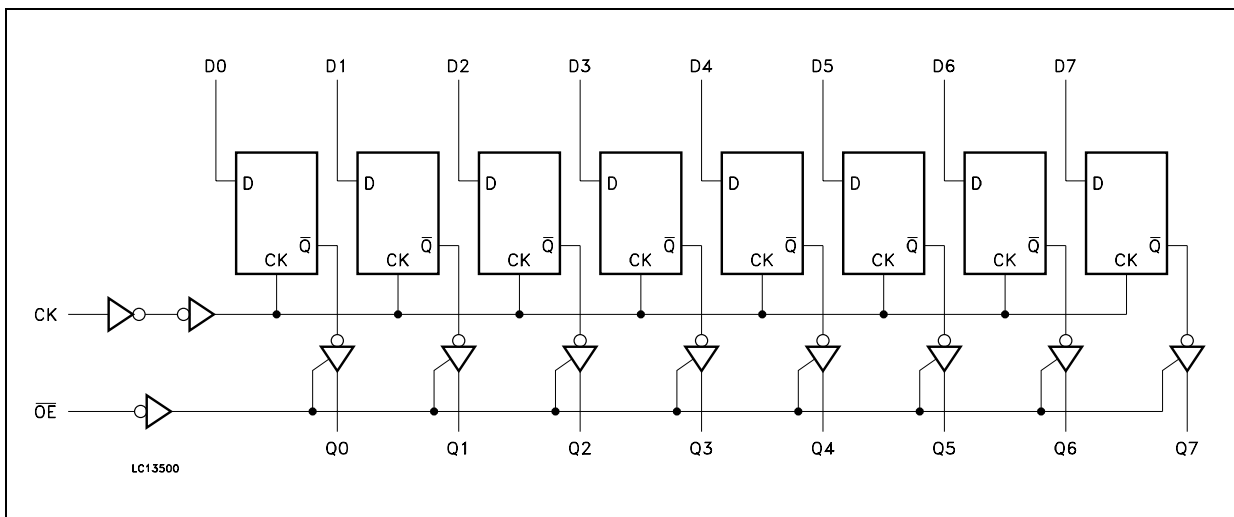 D0 D1 D2 D3 D4 D5 D6 D7
D D D D D D D D
Q̅ Q̅ Q̅ Q̅ Q̅ Q̅ Q̅ Q̅
CK CK CK CK CK CK CK CK
CK
O̅E̅
Q0 Q1 Q2 Q3 Q4 Q5 Q6 Q7
LC13500